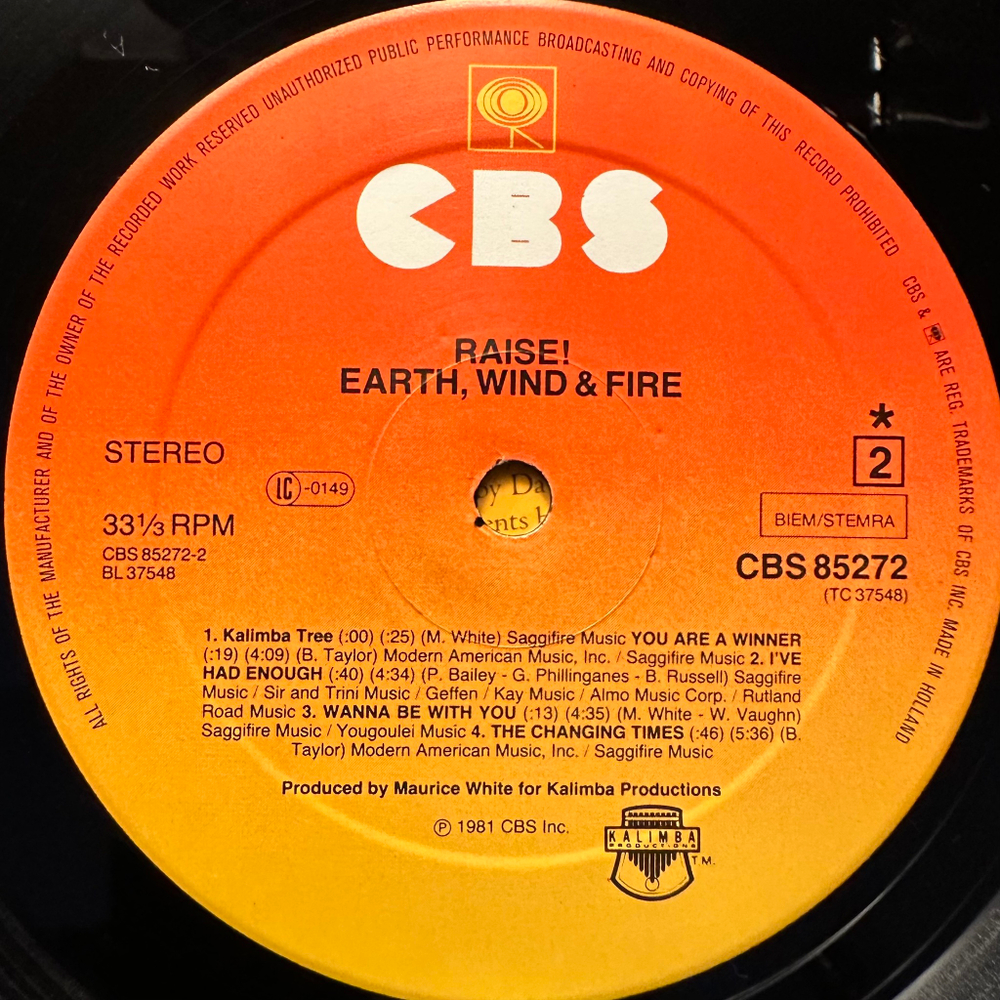 ALL RIGHTS OF THE MANUFACTURER AND OF THE OWNER OF THE RECORDED WORK RESERVED UNAUTHORIZED PUBLIC PERFORMANCE BROADCASTING AND COPYING OF THIS RECORD PROHIBITED CBS & ARE REG. TRADEMARKS OF CBS INC. MADE IN HOLLAND
CBS
RAISE!
EARTH, WIND & FIRE
STEREO
LC-0149
33⅓ RPM
CBS 85272-2
BL 37548
*
2
BIEM/STEMRA
CBS 85272
(TC 37548)
1. Kalimba Tree (:00) (:25) (M. White) Saggifire Music YOU ARE A WINNER
(:19) (4:09) (B. Taylor) Modern American Music, Inc. / Saggifire Music 2. I'VE
HAD ENOUGH (:40) (4:34) (P. Bailey - G. Phillinganes - B. Russell) Saggifire
Music / Sir and Trini Music / Geffen / Kay Music / Almo Music Corp. / Rutland
Road Music 3. WANNA BE WITH YOU (:13) (4:35) (M. White - W. Vaughn)
Saggifire Music / Yougoulei Music 4. THE CHANGING TIMES (:46) (5:36) (B.
Taylor) Modern American Music, Inc. / Saggifire Music
Produced by Maurice White for Kalimba Productions
℗ 1981 CBS Inc.
KALIMBA
PRODUCTIONS
T.M.